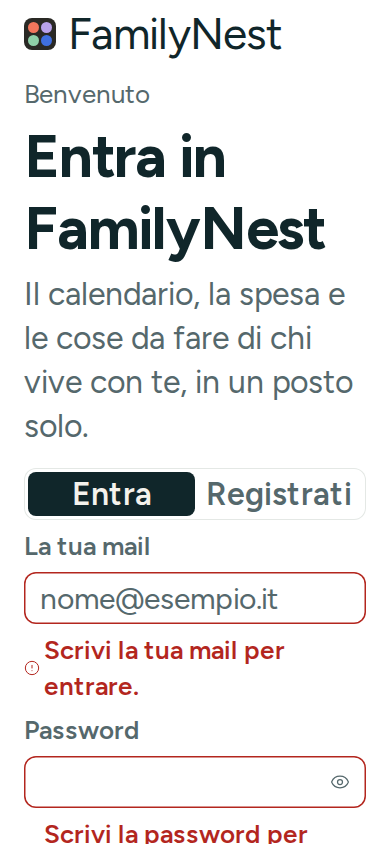 FamilyNest
Benvenuto
Entra in
FamilyNest
Il calendario, la spesa e
le cose da fare di chi
vive con te, in un posto
solo.
Entra Registrati
La tua mail
nome@esempio.it
Scrivi la tua mail per
entrare.
Password
Scrivi la password per